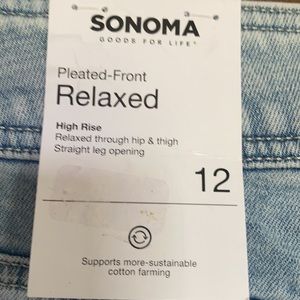 SONOMA
GOODS FOR LIFE
Pleated-Front
Relaxed
High Rise
Relaxed through hip & thigh
Straight leg opening
12
Supports more-sustainable
cotton farming